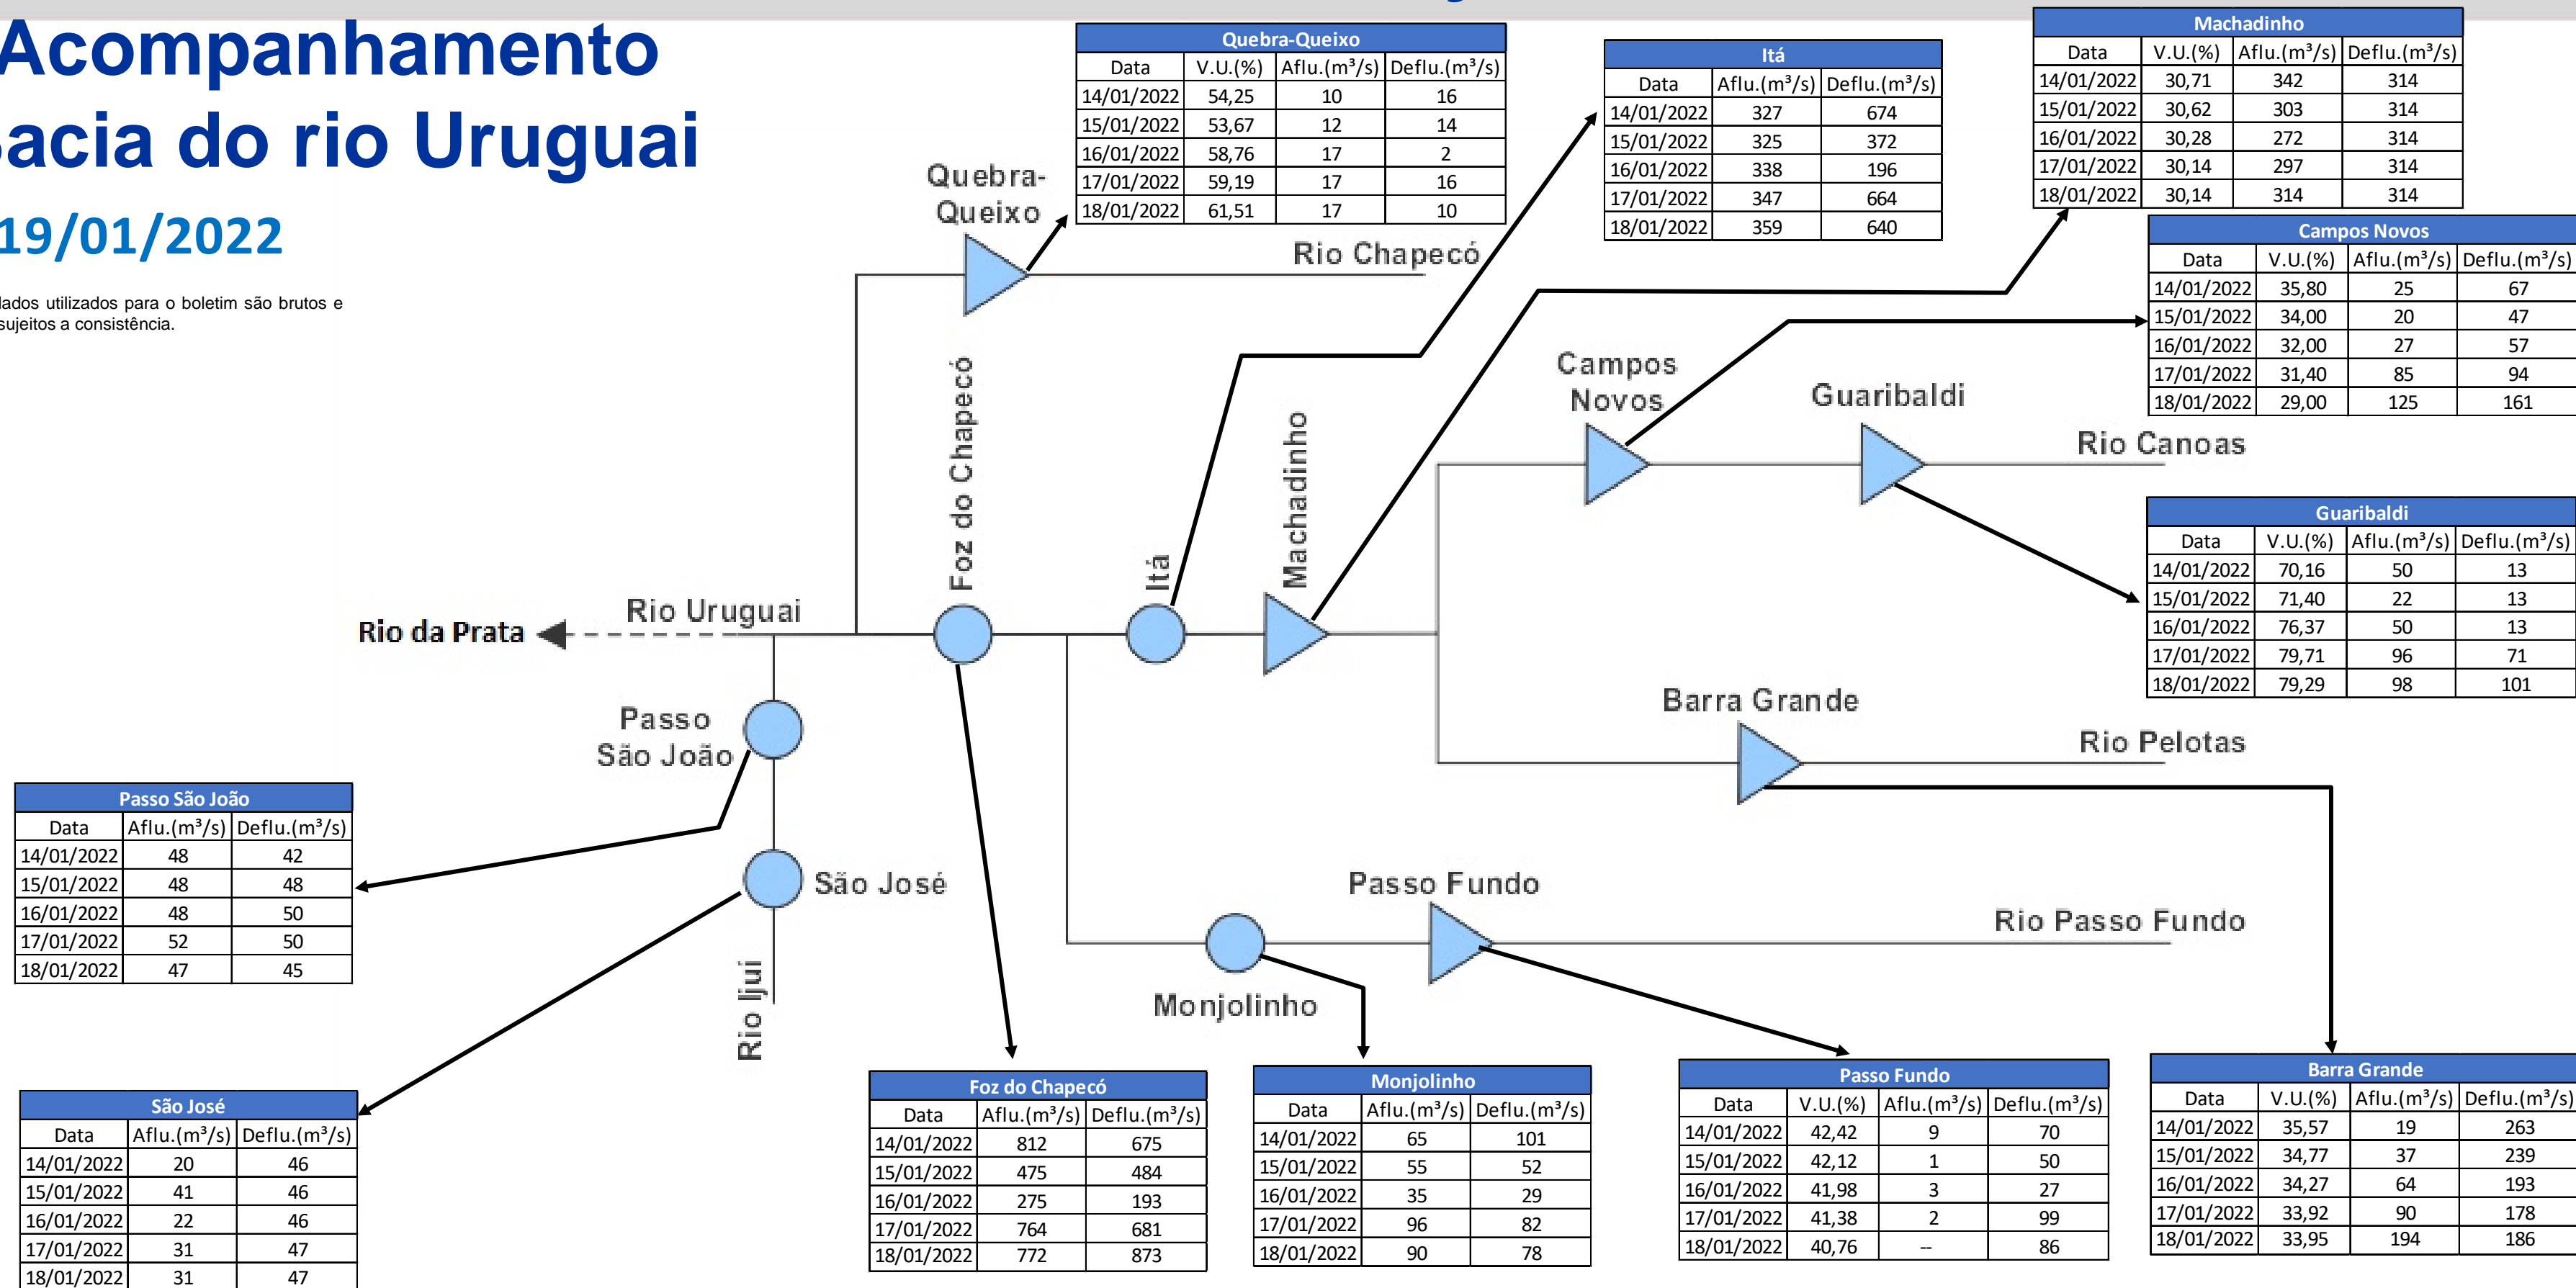 Acompanhamento
Bacia do rio Uruguai
19/01/2022
dados utilizados para o boletim são brutos e
sujeitos a consistência.
Quebra-Queixo
Data V.U.(%) Aflu.(m³/s) Deflu.(m³/s)
14/01/2022 54,25 10 16
15/01/2022 53,67 12 14
16/01/2022 58,76 17 2
17/01/2022 59,19 17 16
18/01/2022 61,51 17 10
Itá
Data Aflu.(m³/s) Deflu.(m³/s)
14/01/2022 327 674
15/01/2022 325 372
16/01/2022 338 196
17/01/2022 347 664
18/01/2022 359 640
Machadinho
Data V.U.(%) Aflu.(m³/s) Deflu.(m³/s)
14/01/2022 30,71 342 314
15/01/2022 30,62 303 314
16/01/2022 30,28 272 314
17/01/2022 30,14 297 314
18/01/2022 30,14 314 314
Campos Novos
Data V.U.(%) Aflu.(m³/s) Deflu.(m³/s)
14/01/2022 35,80 25 67
15/01/2022 34,00 20 47
16/01/2022 32,00 27 57
17/01/2022 31,40 85 94
18/01/2022 29,00 125 161
Quebra-
Queixo
Rio Chapecó
Foz do Chapecó
Itá
Machadinho
Campos
Novos
Guaribaldi
Rio Canoas
Guaribaldi
Data V.U.(%) Aflu.(m³/s) Deflu.(m³/s)
14/01/2022 70,16 50 13
15/01/2022 71,40 22 13
16/01/2022 76,37 50 13
17/01/2022 79,71 96 71
18/01/2022 79,29 98 101
Rio da Prata
Rio Uruguai
Passo
São João
Barra Grande
Rio Pelotas
São José
Rio Ijuí
Passo Fundo
Rio Passo Fundo
Monjolinho
Passo São João
Data Aflu.(m³/s) Deflu.(m³/s)
14/01/2022 48 42
15/01/2022 48 48
16/01/2022 48 50
17/01/2022 52 50
18/01/2022 47 45
São José
Data Aflu.(m³/s) Deflu.(m³/s)
14/01/2022 20 46
15/01/2022 41 46
16/01/2022 22 46
17/01/2022 31 47
18/01/2022 31 47
Foz do Chapecó
Data Aflu.(m³/s) Deflu.(m³/s)
14/01/2022 812 675
15/01/2022 475 484
16/01/2022 275 193
17/01/2022 764 681
18/01/2022 772 873
Monjolinho
Data Aflu.(m³/s) Deflu.(m³/s)
14/01/2022 65 101
15/01/2022 55 52
16/01/2022 35 29
17/01/2022 96 82
18/01/2022 90 78
Passo Fundo
Data V.U.(%) Aflu.(m³/s) Deflu.(m³/s)
14/01/2022 42,42 9 70
15/01/2022 42,12 1 50
16/01/2022 41,98 3 27
17/01/2022 41,38 2 99
18/01/2022 40,76 -- 86
Barra Grande
Data V.U.(%) Aflu.(m³/s) Deflu.(m³/s)
14/01/2022 35,57 19 263
15/01/2022 34,77 37 239
16/01/2022 34,27 64 193
17/01/2022 33,92 90 178
18/01/2022 33,95 194 186